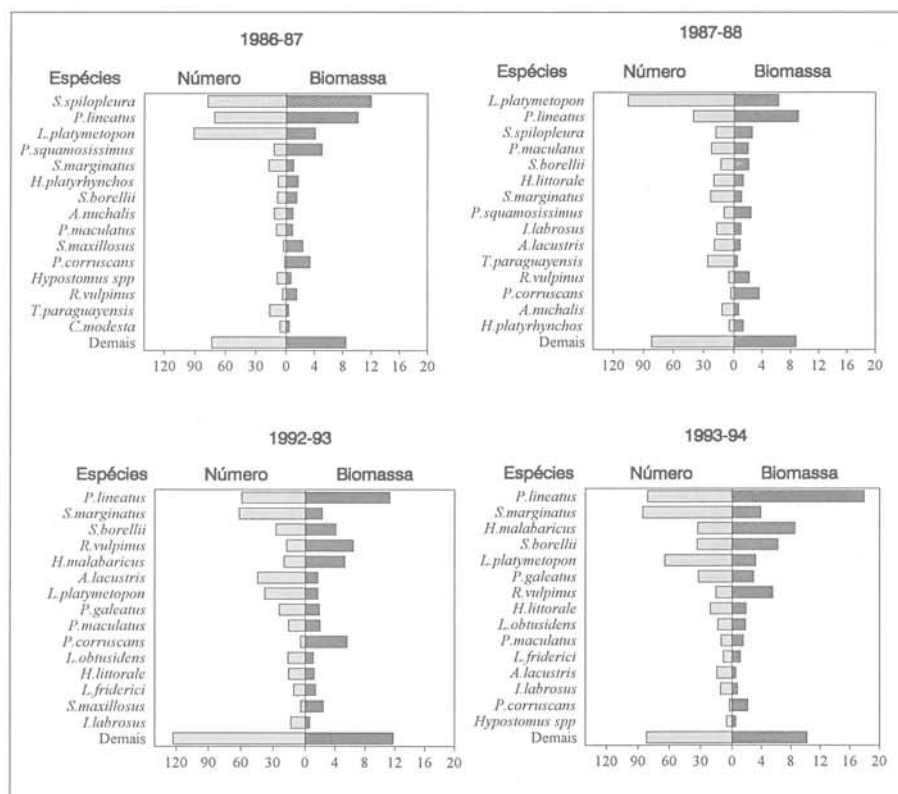 1986-87
Espécies Número Biomassa
S.spilopleura
P.lineatus
L.platymetopon
P.squamosissimus
S.marginatus
H.platyrhynchos
S.borellii
A.nuchalis
P.maculatus
S.maxillosus
P.corruscans
Hypostomus spp
R.vulpinus
T.paraguayensis
C.modesta
Demais
120 90 60 30 0 4 8 12 16 20
1987-88
Espécies Número Biomassa
L.platymetopon
P.lineatus
S.spilopleura
P.maculatus
S.borellii
H.littorale
S.marginatus
P.squamosissimus
I.labrosus
A.lacustris
T.paraguayensis
R.vulpinus
P.corruscans
A.nuchalis
H.platyrhynchos
Demais
120 90 60 30 0 4 8 12 16 20
1992-93
Espécies Número Biomassa
P.lineatus
S.marginatus
S.borellii
R.vulpinus
H.malabaricus
A.lacustris
L.platymetopon
P.galeatus
P.maculatus
P.corruscans
L.obtusidens
H.littorale
L.friderici
S.maxillosus
I.labrosus
Demais
120 90 60 30 0 4 8 12 16 20
1993-94
Espécies Número Biomassa
P.lineatus
S.marginatus
H.malabaricus
S.borellii
L.platymetopon
P.galeatus
R.vulpinus
H.littorale
L.obtusidens
P.maculatus
L.friderici
A.lacustris
I.labrosus
P.corruscans
Hypostomus spp
Demais
120 90 60 30 0 4 8 12 16 20